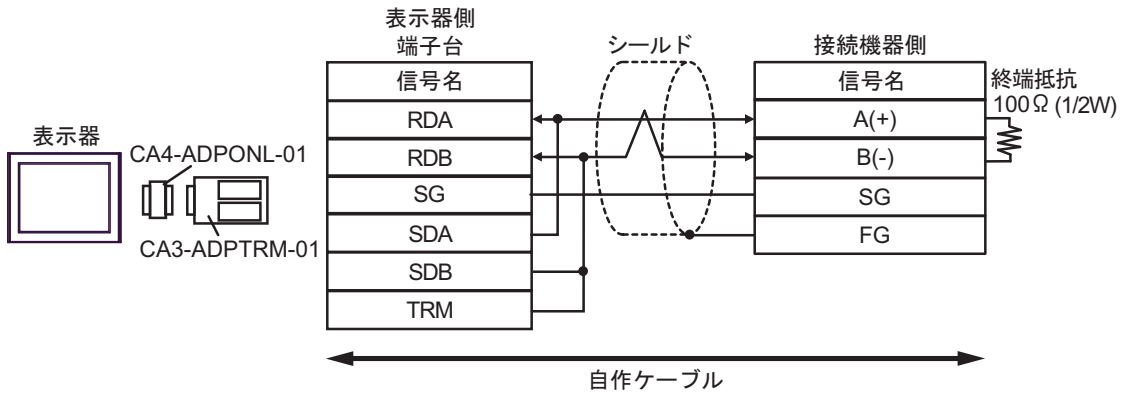 表示器側
端子台
シールド
接続機器側
信号名
信号名
終端抵抗
100Ω (1/2W)
RDA
A(+)
表示器
CA4-ADPONL-01
RDB
B(-)
SG
SG
CA3-ADPTRM-01
SDA
FG
SDB
TRM
自作ケーブル